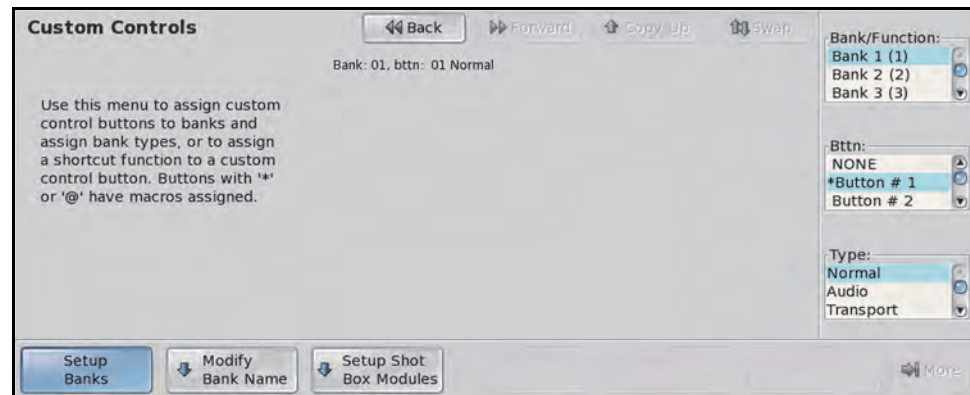 Custom Controls
Back
Forward
Copy Up
Swap
Bank: 01, bttn: 01 Normal
Use this menu to assign custom
control buttons to banks and
assign bank types, or to assign
a shortcut function to a custom
control button. Buttons with '*'
or '@' have macros assigned.
Bank/Function:
Bank 1 (1)
Bank 2 (2)
Bank 3 (3)
Bttn:
NONE
*Button # 1
Button # 2
Type:
Normal
Audio
Transport
Setup
Banks
Modify
Bank Name
Setup Shot
Box Modules
More